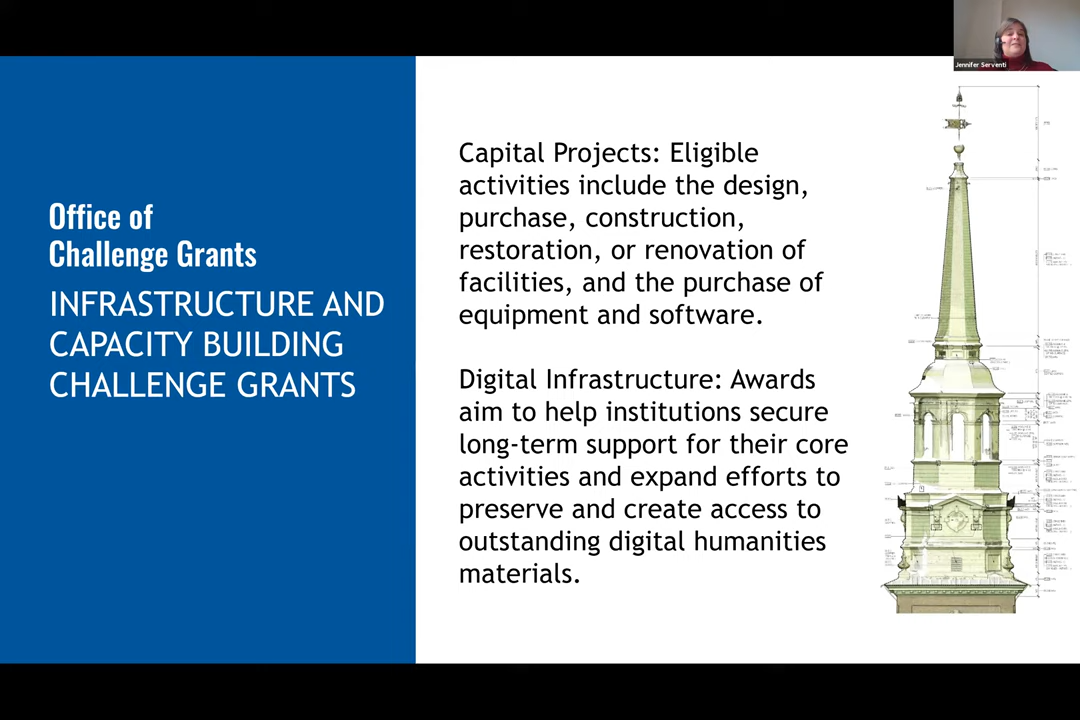 Jennifer Serventi
Office of
Challenge Grants
INFRASTRUCTURE AND
CAPACITY BUILDING
CHALLENGE GRANTS
Capital Projects: Eligible
activities include the design,
purchase, construction,
restoration, or renovation of
facilities, and the purchase of
equipment and software.
Digital Infrastructure: Awards
aim to help institutions secure
long-term support for their core
activities and expand efforts to
preserve and create access to
outstanding digital humanities
materials.